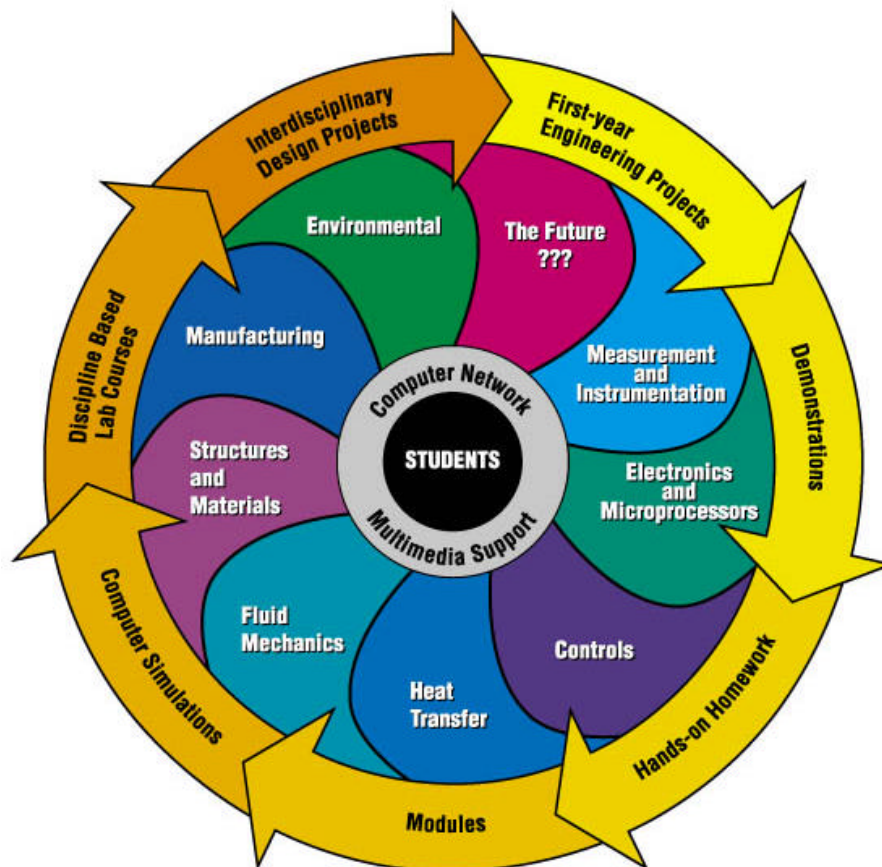 Interdisciplinary
Design Projects
First-year
Engineering Projects
Demonstrations
Hands-on Homework
Modules
Computer Simulations
Discipline Based
Lab Courses
Environmental
The Future
???
Measurement
and
Instrumentation
Electronics
and
Microprocessors
Controls
Heat
Transfer
Fluid
Mechanics
Structures
and
Materials
Manufacturing
Computer Network
STUDENTS
Multimedia Support